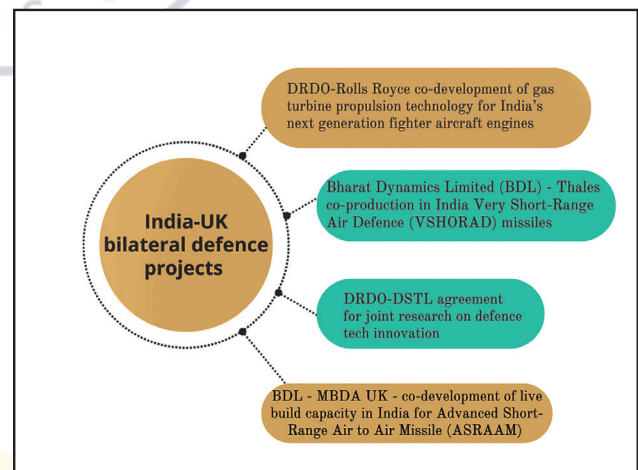 DRDO-Rolls Royce co-development of gas
turbine propulsion technology for India's
next generation fighter aircraft engines
Bharat Dynamics Limited (BDL) - Thales
co-production in India Very Short-Range
Air Defence (VSHORAD) missiles
India-UK
bilateral defence
projects
DRDO-DSTL agreement
for joint research on defence
tech innovation
BDL - MBDA UK - co-development of live
build capacity in India for Advanced Short-
Range Air to Air Missile (ASRAAM)